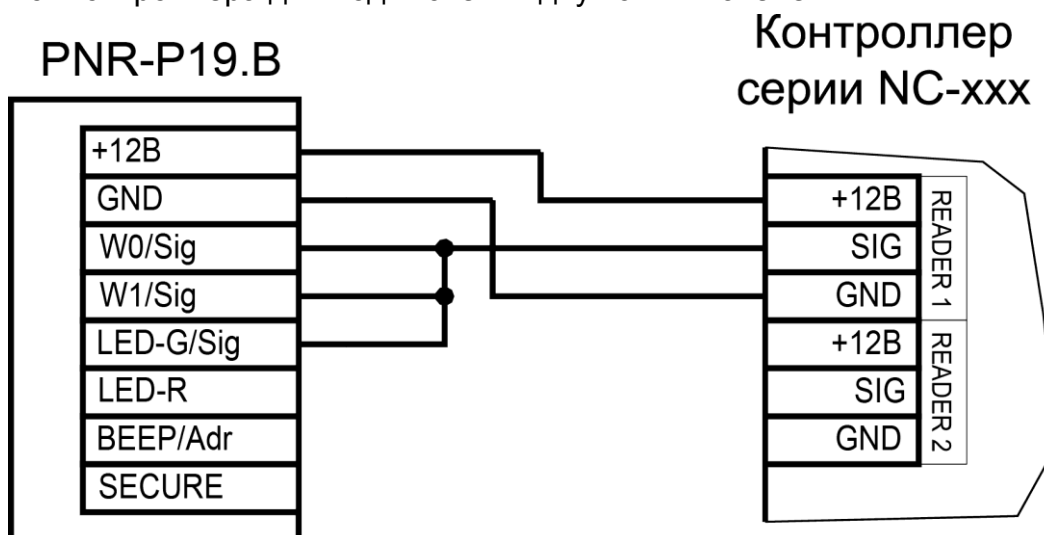 PNR-P19.B
Контроллер
серии NC-xxx
+12В
GND
W0/Sig
W1/Sig
LED-G/Sig
LED-R
BEEP/Adr
SECURE
+12В
SIG
GND
READER 1
+12В
SIG
GND
READER 2